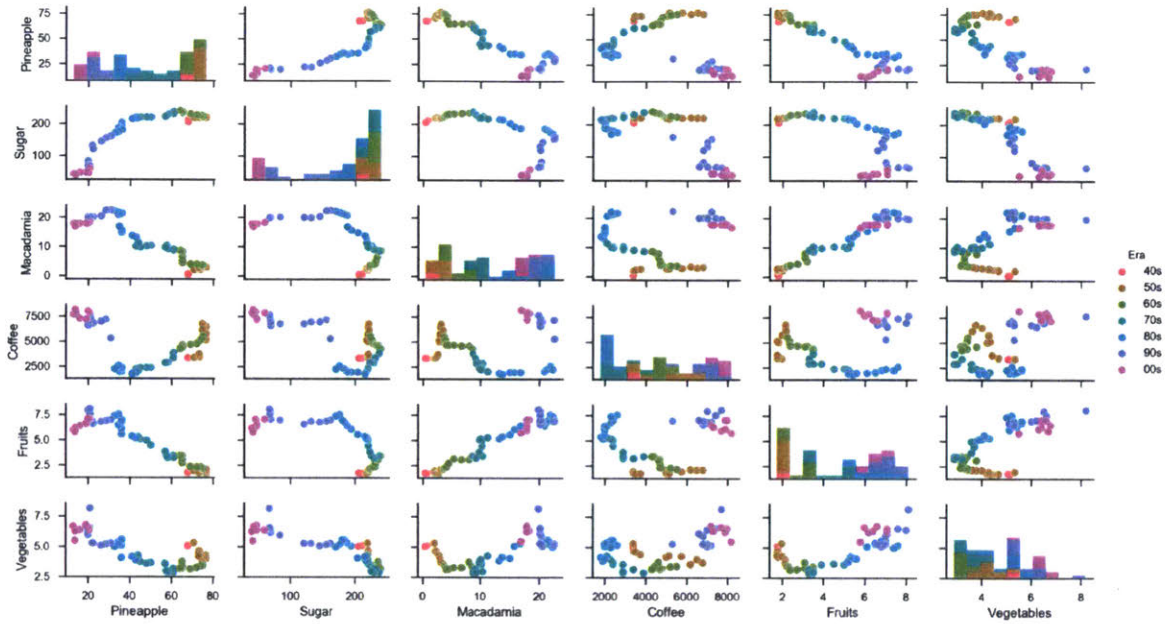 Pineapple
75
50
25
Sugar
200
100
Macadamia
20
10
0
Coffee
7500
5000
2500
Fruits
7.5
5.0
2.5
Vegetables
7.5
5.0
2.5
20 40 60 80
Pineapple
100 200
Sugar
0 10 20
Macadamia
2000 4000 6000 8000
Coffee
2 4 6 8
Fruits
4 6 8
Vegetables
Era
40s
50s
60s
70s
80s
90s
00s